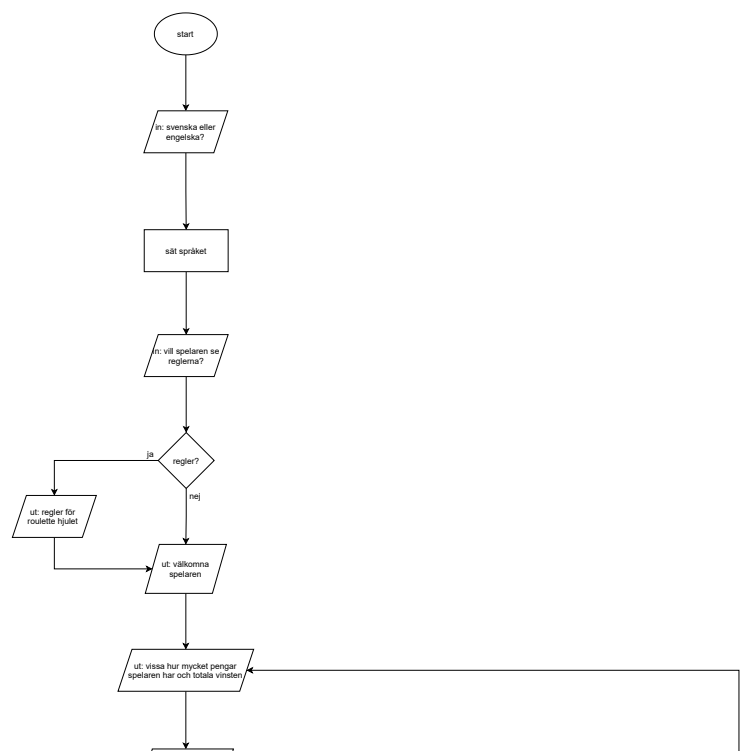 start
in: svenska eller
engelska?
sät språket
in: vill spelaren se
reglerna?
regler?
ja
nej
ut: regler för
roulette hjulet
ut: välkomna
spelaren
ut: vissa hur mycket pengar
spelaren har och totala vinsten